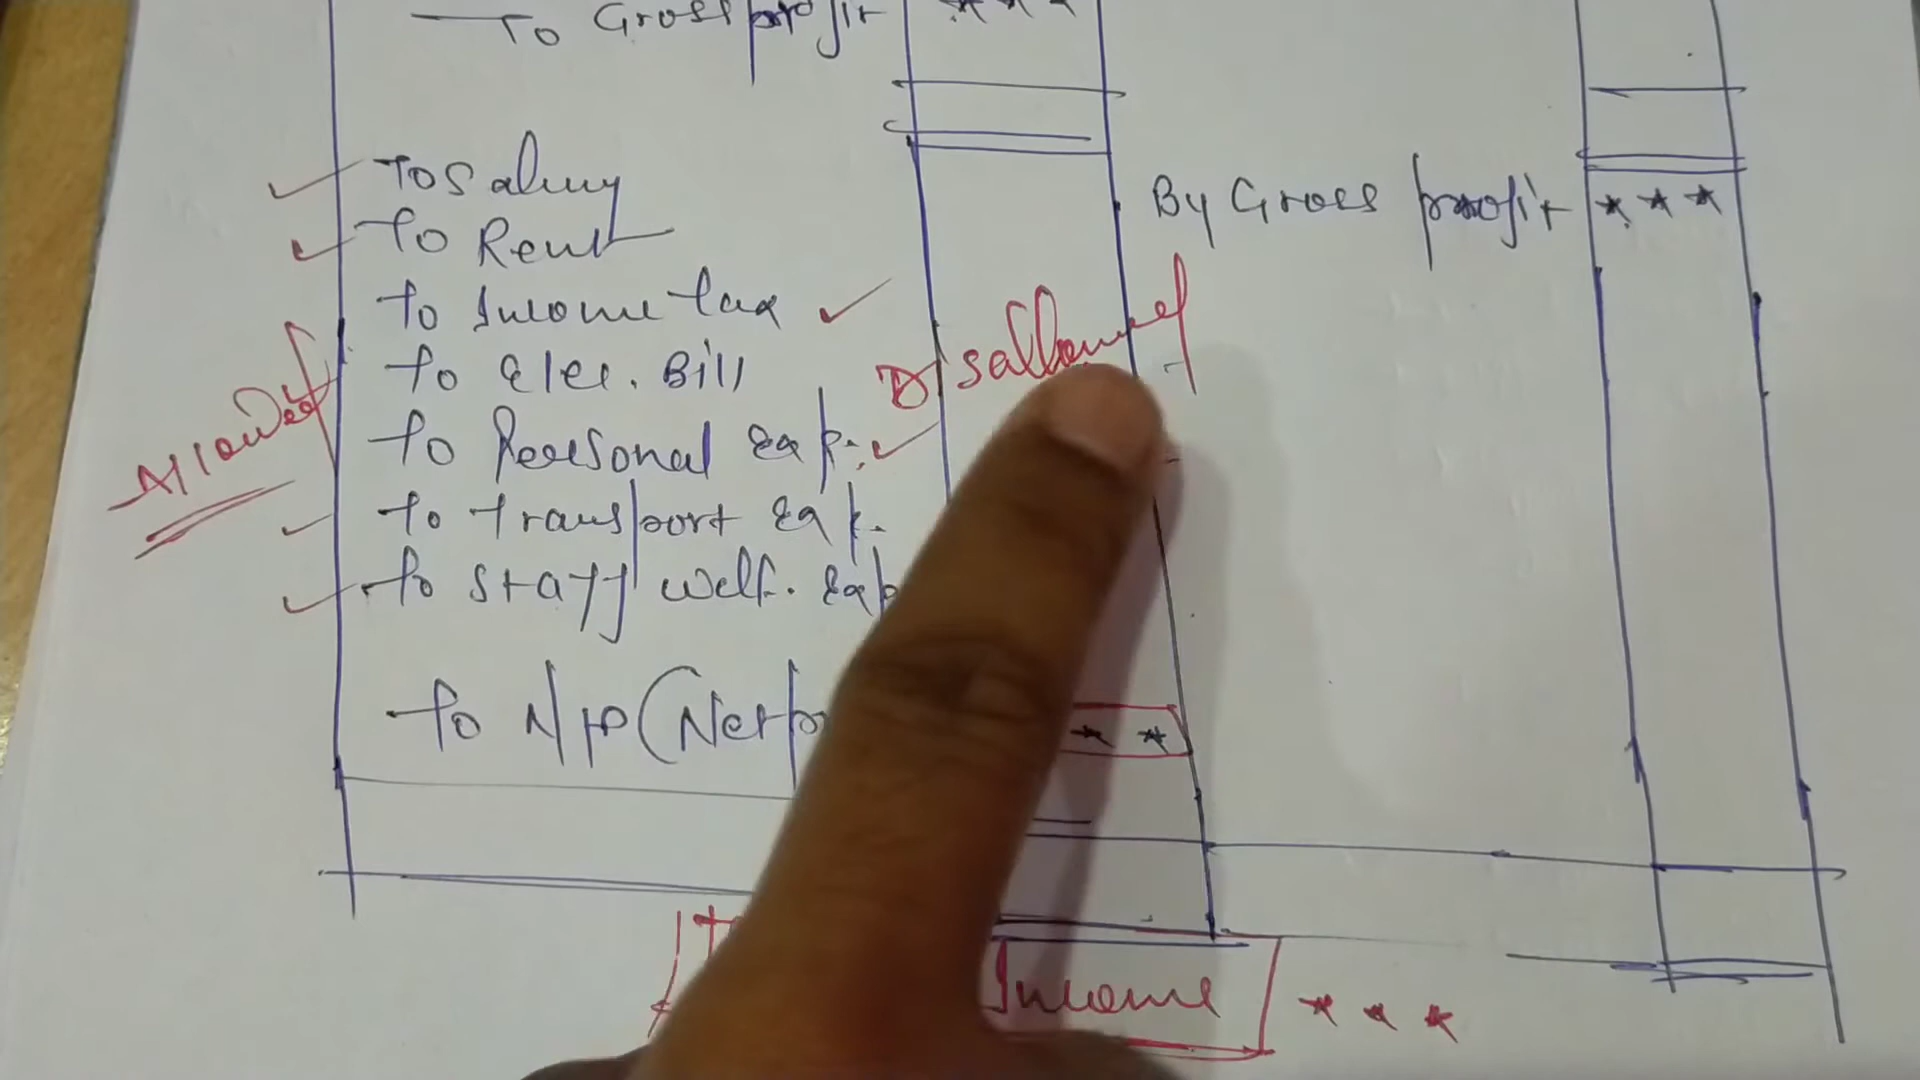 To Gross profit ***
To Salary
To Rent
To Income tax
To Elec. Bill
To Personal Exp.
To transport Exp.
To Staff Welf. Exp
To N/P (Net
* *
By Gross profit ***
Allowed
Disallowed
Income ***